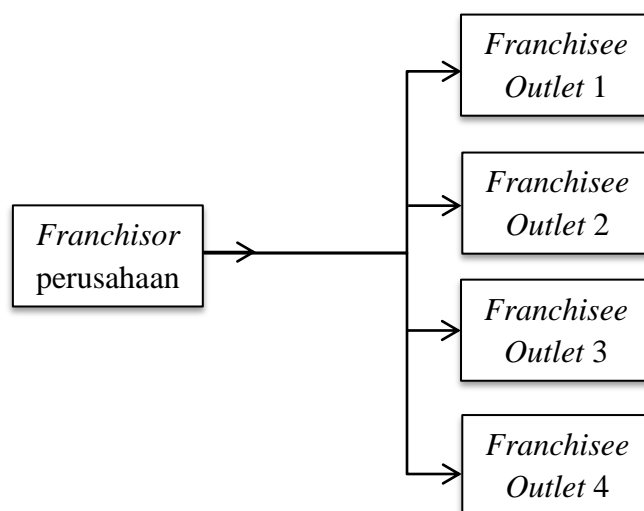 Franchisee
Outlet 1
Franchisee
Outlet 2
Franchisor
perusahaan
Franchisee
Outlet 3
Franchisee
Outlet 4